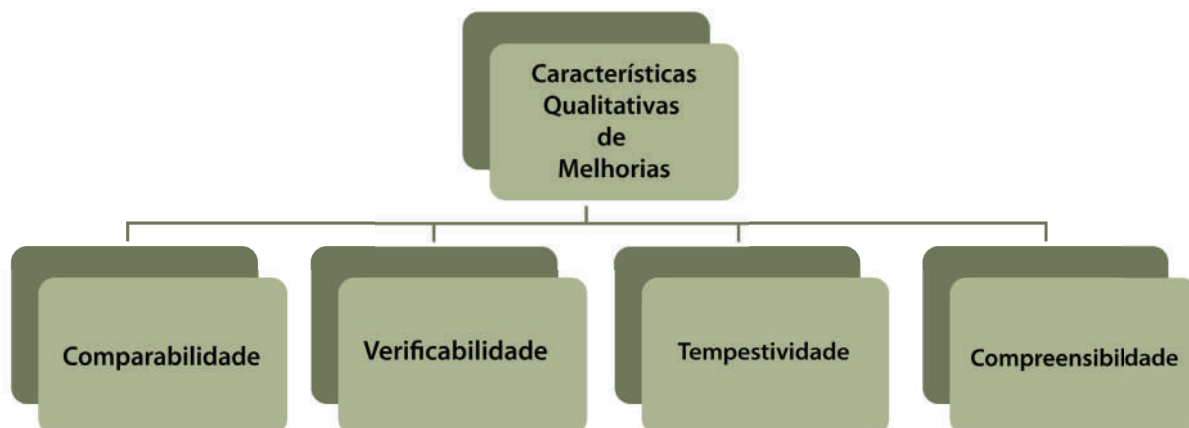 Características
Qualitativas
de
Melhorias
Comparabilidade
Verificabilidade
Tempestividade
Compreensibildade